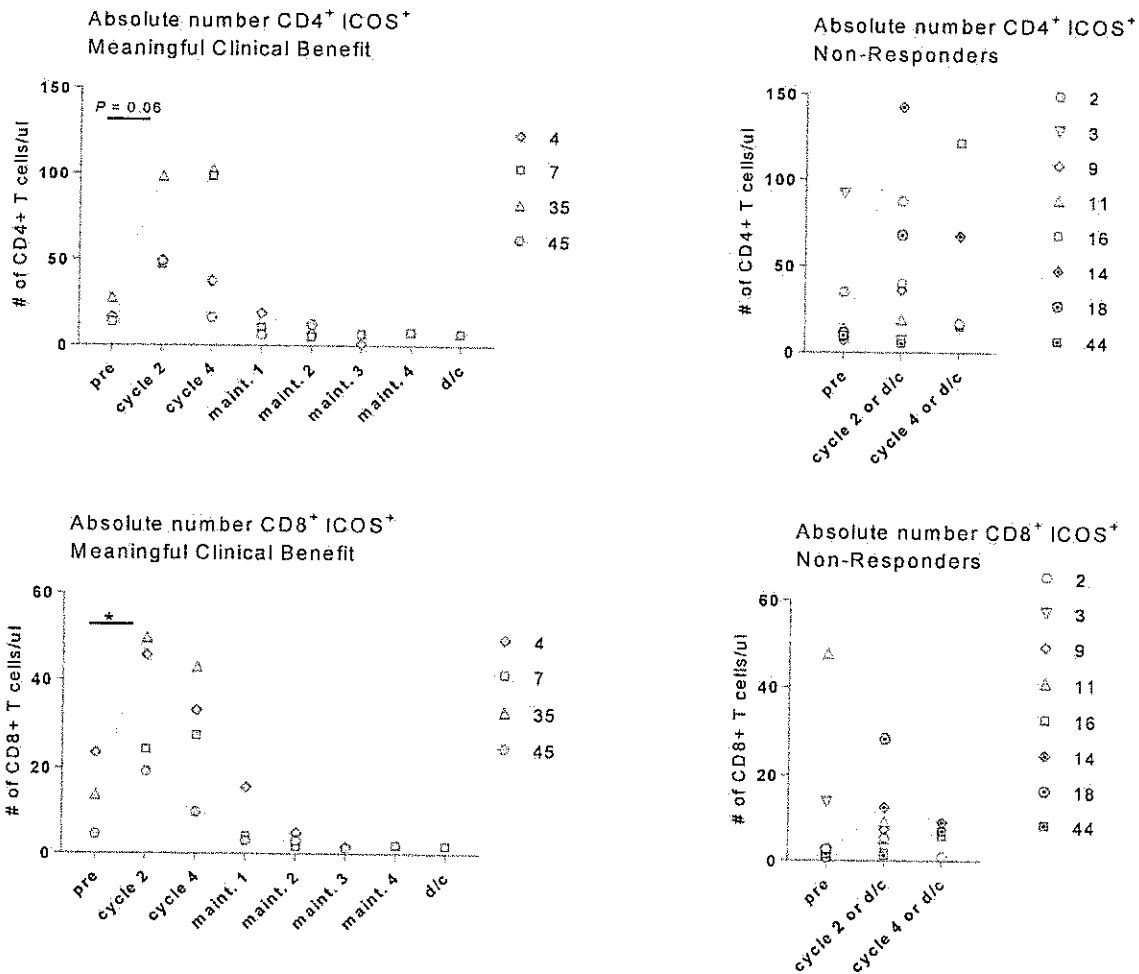 Absolute number CD4+ ICOS+
Meaningful Clinical Benefit
# of CD4+ T cells/ul
150
100
50
0
P = 0.06
pre
cycle 2
cycle 4
maint. 1
maint. 2
maint. 3
maint. 4
d/c
4
7
35
45
Absolute number CD4+ ICOS+
Non-Responders
# of CD4+ T cells/ul
150
100
50
0
pre
cycle 2 or d/c
cycle 4 or d/c
2
3
9
11
16
14
18
44
Absolute number CD8+ ICOS+
Meaningful Clinical Benefit
# of CD8+ T cells/ul
60
40
20
0
*
pre
cycle 2
cycle 4
maint. 1
maint. 2
maint. 3
maint. 4
d/c
4
7
35
45
Absolute number CD8+ ICOS+
Non-Responders
# of CD8+ T cells/ul
60
40
20
0
pre
cycle 2 or d/c
cycle 4 or d/c
2
3
9
11
16
14
18
44